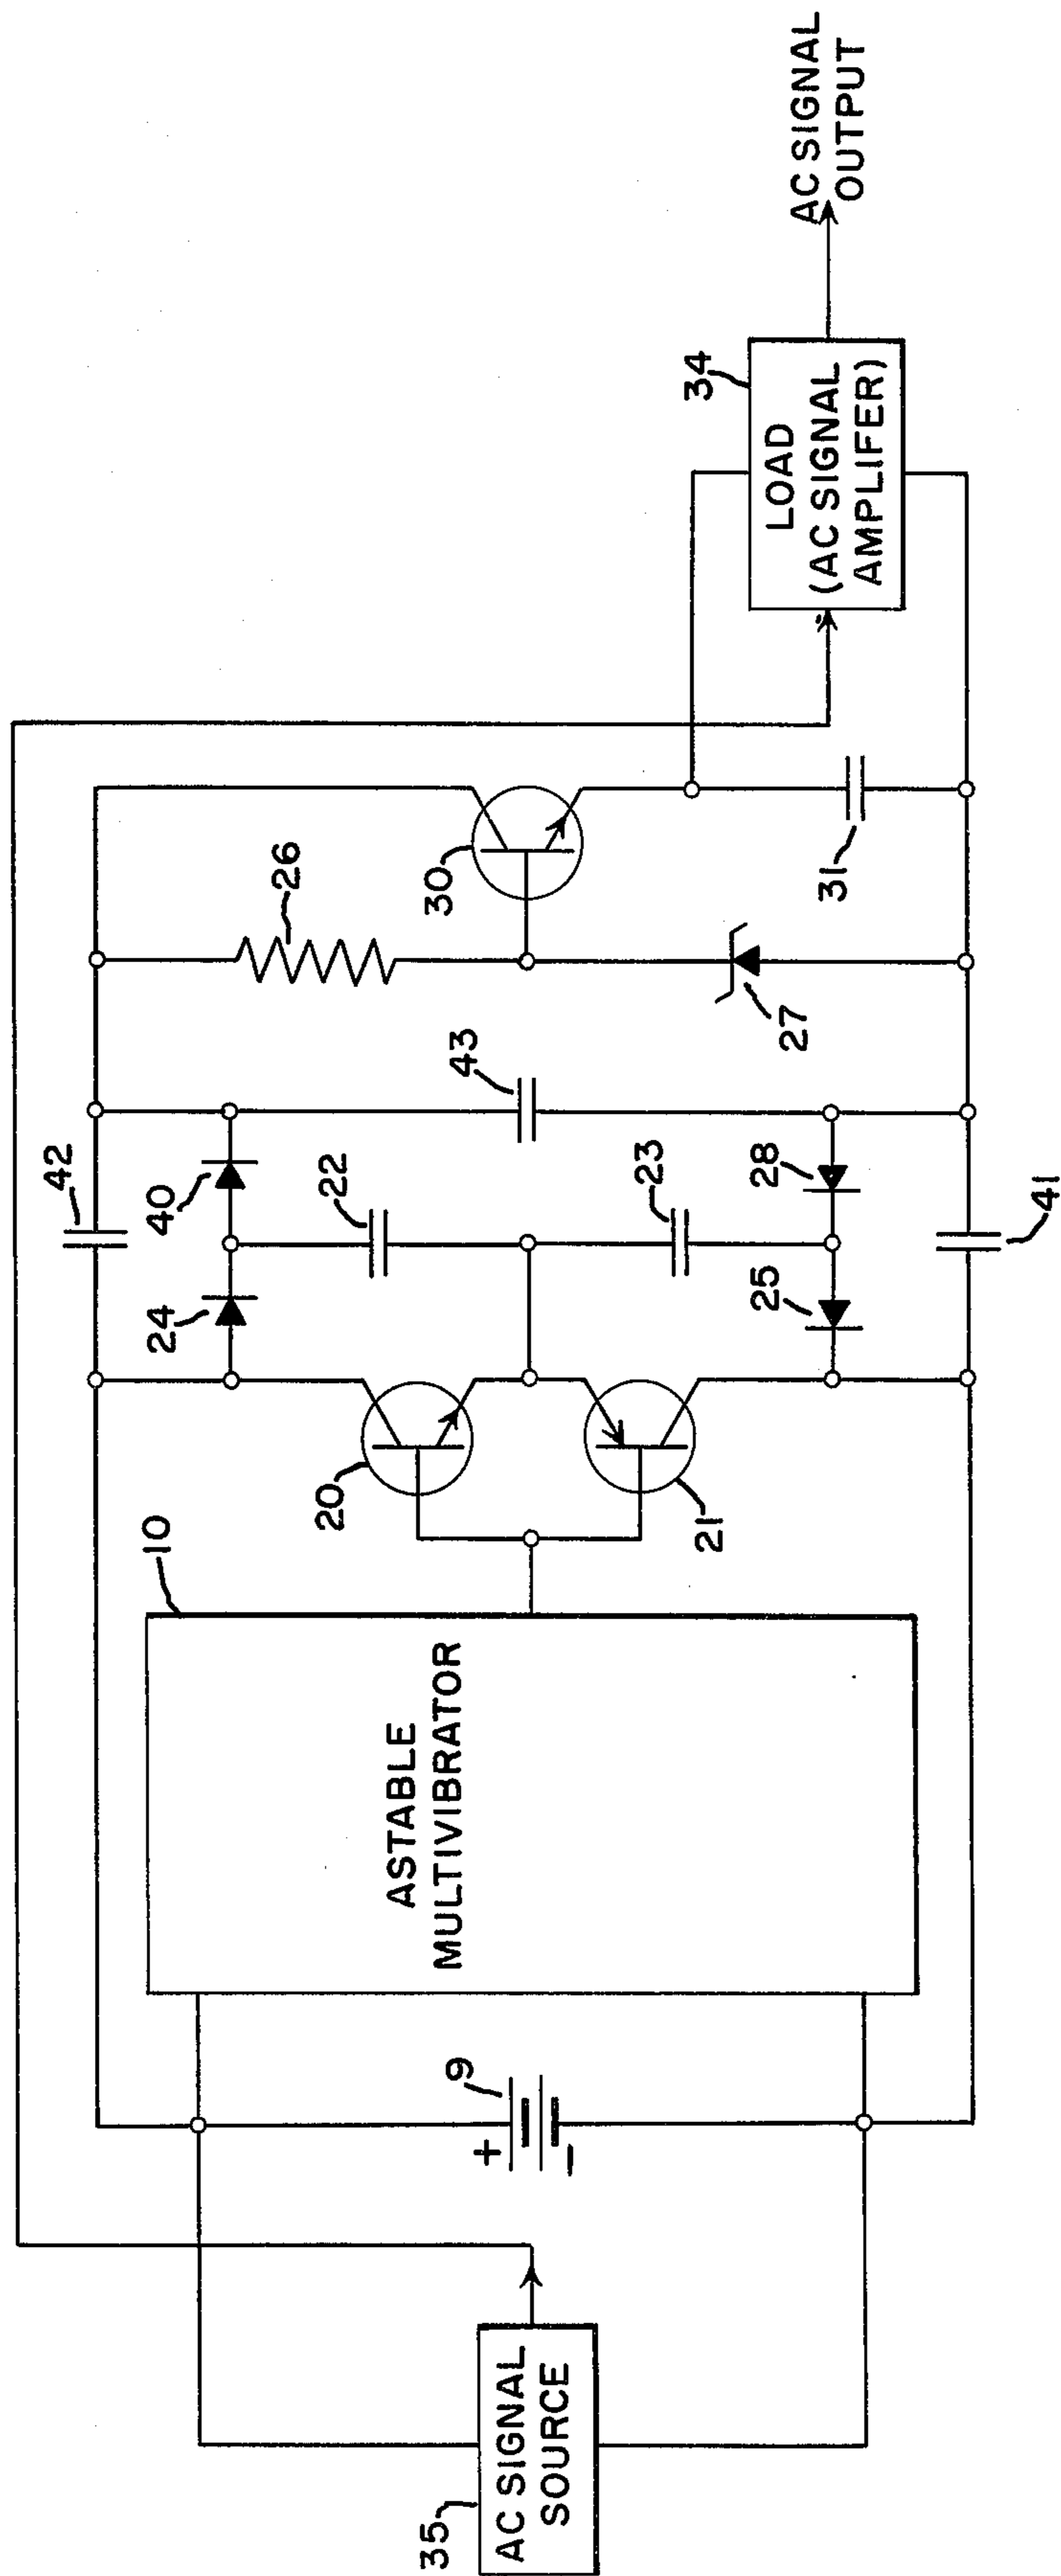 35
AC SIGNAL
SOURCE
+
9
-
10
ASTABLE
MULTIVIBRATOR
20
21
24
25
42
40
22
23
28
41
43
26
27
30
31
34
LOAD
(AC SIGNAL
AMPLIFER)
AC SIGNAL
OUTPUT